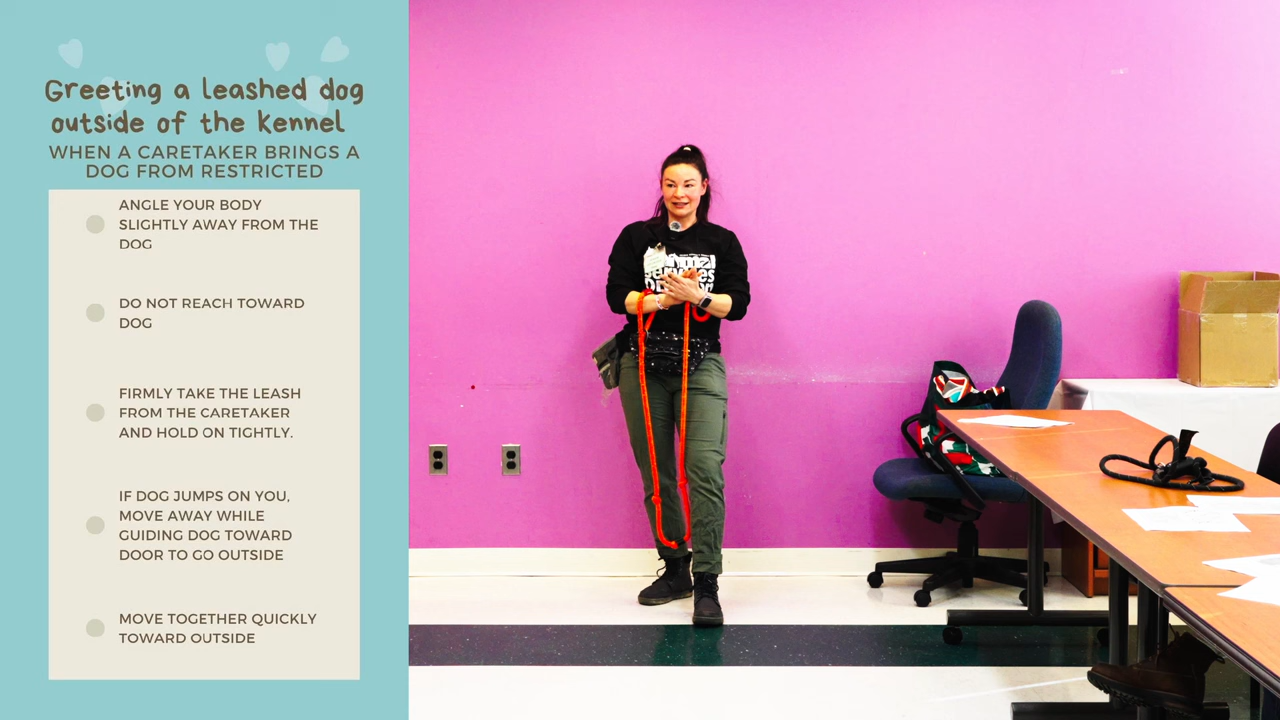 Greeting a leashed dog
outside of the kennel
WHEN A CARETAKER BRINGS A
DOG FROM RESTRICTED
ANGLE YOUR BODY
SLIGHTLY AWAY FROM THE
DOG
DO NOT REACH TOWARD
DOG
FIRMLY TAKE THE LEASH
FROM THE CARETAKER
AND HOLD ON TIGHTLY.
IF DOG JUMPS ON YOU,
MOVE AWAY WHILE
GUIDING DOG TOWARD
DOOR TO GO OUTSIDE
MOVE TOGETHER QUICKLY
TOWARD OUTSIDE